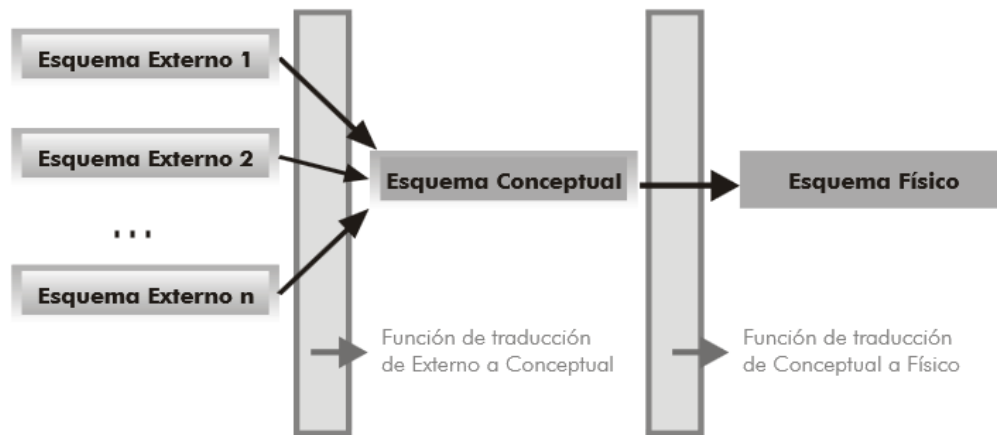 Esquema Externo 1
Esquema Externo 2
...
Esquema Externo n
Esquema Conceptual
Esquema Físico
Función de traducción
de Externo a Conceptual
Función de traducción
de Conceptual a Físico